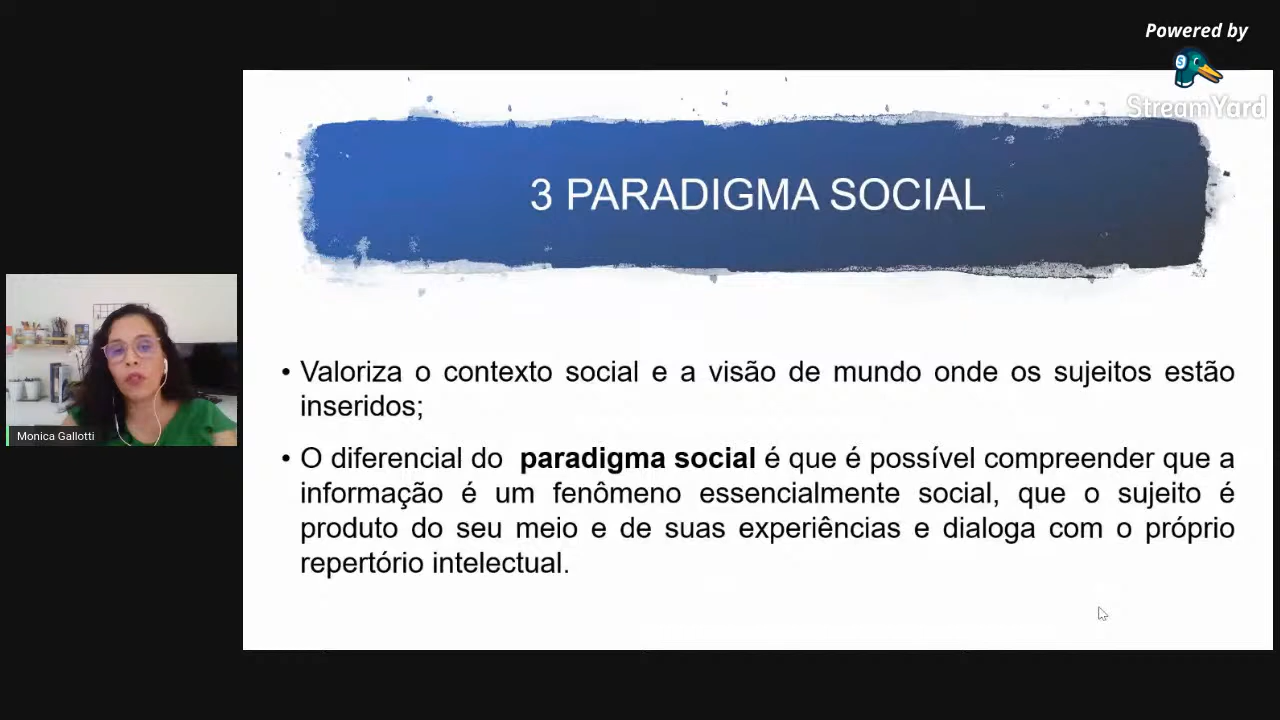 Powered by
StreamYard
3 PARADIGMA SOCIAL
• Valoriza o contexto social e a visão de mundo onde os sujeitos estão
inseridos;
• O diferencial do paradigma social é que é possível compreender que a
informação é um fenômeno essencialmente social, que o sujeito é
produto do seu meio e de suas experiências e dialoga com o próprio
repertório intelectual.
Monica Gallotti